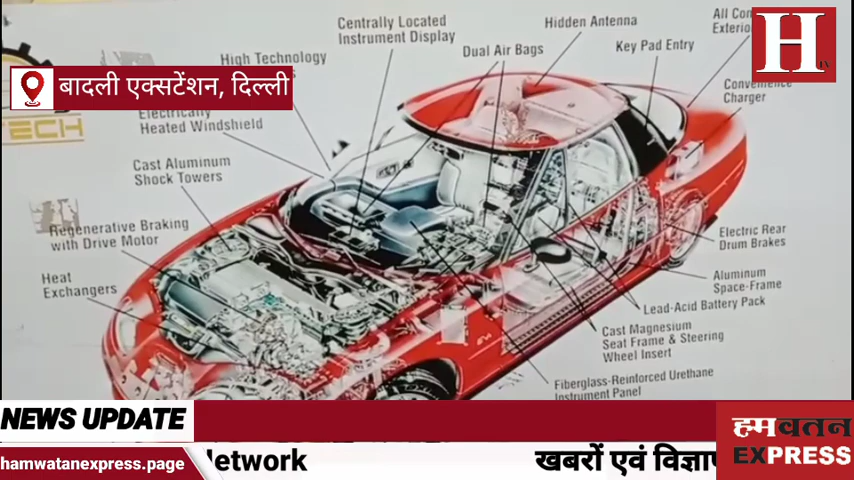 Centrally Located
Instrument Display
Hidden Antenna
Dual Air Bags
Key Pad Entry
All
Exterior
High Technology
Convenience
Charger
बादली एक्सटेंशन, दिल्ली
H
TV
TECH
Electrically
Heated Windshield
Cast Aluminum
Shock Towers
Regenerative Braking
with Drive Motor
Heat
Exchangers
Electric Rear
Drum Brakes
Aluminum
Space-Frame
Lead-Acid Battery Pack
Cast Magnesium
Seat Frame & Steering
Wheel Insert
Fiberglass-Reinforced Urethane
Instrument Panel
NEWS UPDATE
हमवतन
EXPRESS
hamwatanexpress.page
Network
खबरों एवं